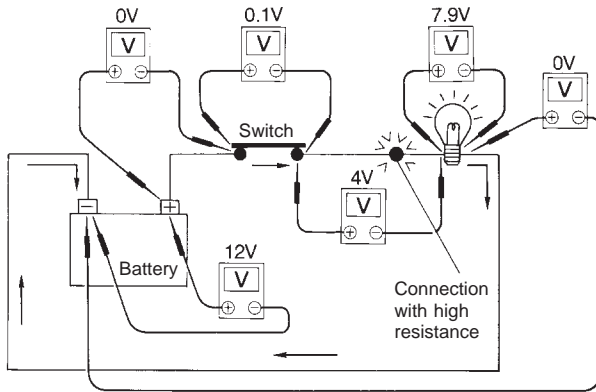 0V
0.1V
7.9V
0V
V
V
V
V
+ −
+ −
+ −
+ −
Switch
4V
V
+ −
− +
Battery
12V
V
+ −
Connection
with high
resistance